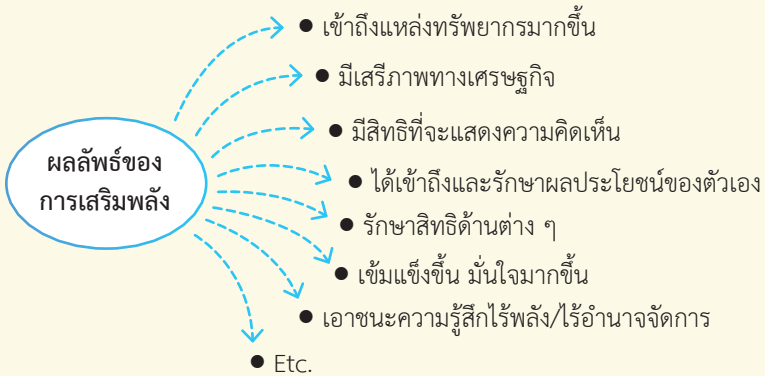 ● เข้าถึงแหล่งทรัพยากรมากขึ้น
● มีเสรีภาพทางเศรษฐกิจ
● มีสิทธิที่จะแสดงความคิดเห็น
ผลลัพธ์ของ
การเสริมพลัง
● ได้เข้าถึงและรักษาผลประโยชน์ของตัวเอง
● รักษาสิทธิด้านต่าง ๆ
● เข้มแข็งขึ้น มั่นใจมากขึ้น
● เอาชนะความรู้สึกไร้พลัง/ไร้อำนาจจัดการ
● Etc.